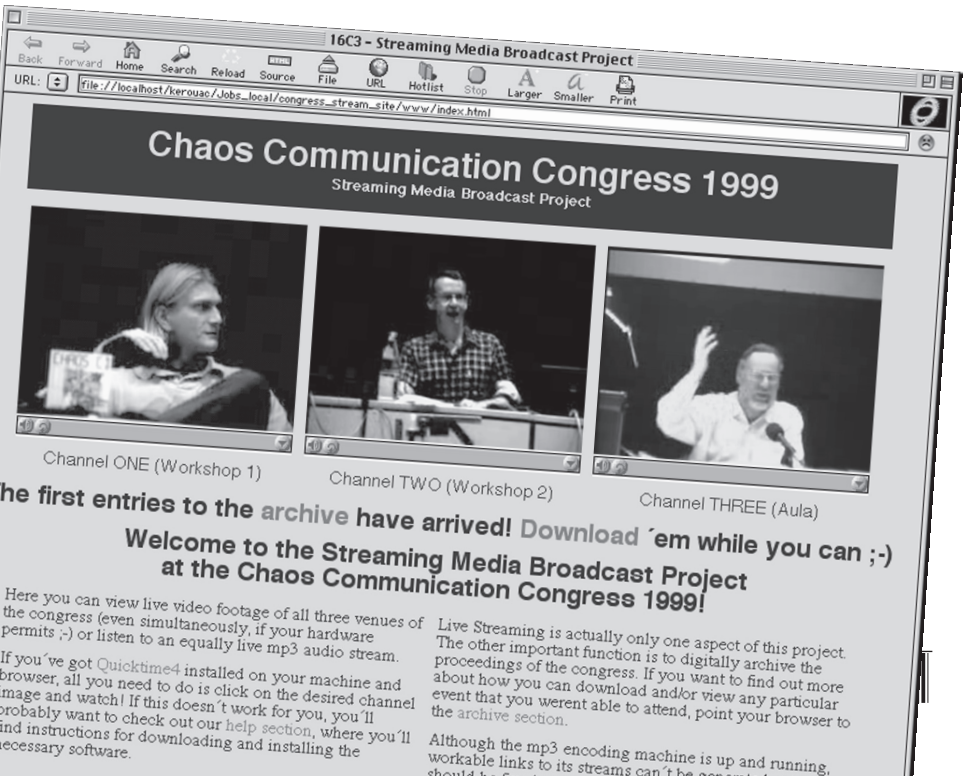 16C3 - Streaming Media Broadcast Project
Back Forward Home Search Reload Source File URL Hotlist Stop Larger Smaller Print
URL: file://localhost/kerouac/Jobs_local/congress_stream_site/www/index.html
Chaos Communication Congress 1999
Streaming Media Broadcast Project
CHAOS
Channel ONE (Workshop 1)
Channel TWO (Workshop 2)
Channel THREE (Aula)
he first entries to the archive have arrived! Download ´em while you can ;-)
Welcome to the Streaming Media Broadcast Project
at the Chaos Communication Congress 1999!
Here you can view live video footage of all three venues of
the congress (even simultaneously, if your hardware
permits ;-) or listen to an equally live mp3 audio stream.
If you´ve got Quicktime4 installed on your machine and
browser, all you need to do is click on the desired channel
image and watch! If this doesn´t work for you, you´ll
probably want to check out our help section, where you´ll
ind instructions for downloading and installing the
necessary software.
Live Streaming is actually only one aspect of this project.
The other important function is to digitally archive the
proceedings of the congress. If you want to find out more
about how you can download and/or view any particular
event that you werent able to attend, point your browser to
the archive section.
Although the mp3 encoding machine is up and running,
workable links to its streams can´t be